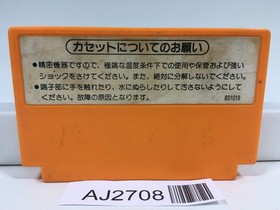 カセットについてのお願い
●精密機器ですので、極端な温度条件下での使用や保管および強い
ショックをさけてください。また、絶対に分解しないでください。
●端子部に手を触れたり、水にぬらしたりして汚さないようにして
ください。故障の原因となります。
801016
AJ2708